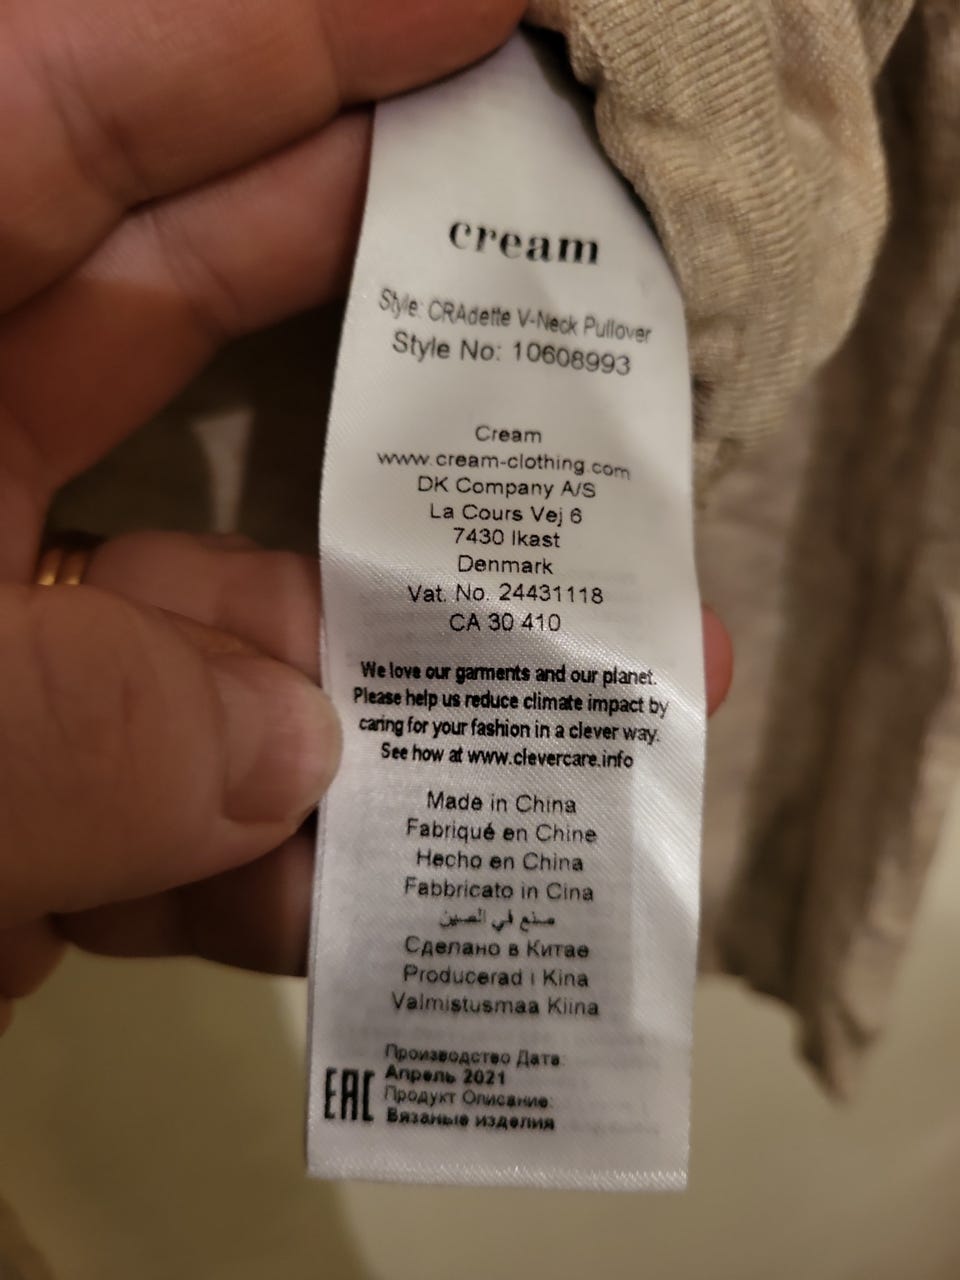 cream
Style: CRAdette V-Neck Pullover
Style No: 10608993
Cream
www.cream-clothing.com
DK Company A/S
La Cours Vej 6
7430 Ikast
Denmark
Vat. No. 24431118
CA 30 410
We love our garments and our planet.
Please help us reduce climate impact by
caring for your fashion in a clever way.
See how at www.clevercare.info
Made in China
Fabriqué en Chine
Hecho en China
Fabbricato in Cina
صنع في الصين
Сделано в Китае
Producerad i Kina
Valmistusmaa Kiina
EAC
Производство Дата:
Апрель 2021
Продукт Описание:
Вязаные изделия